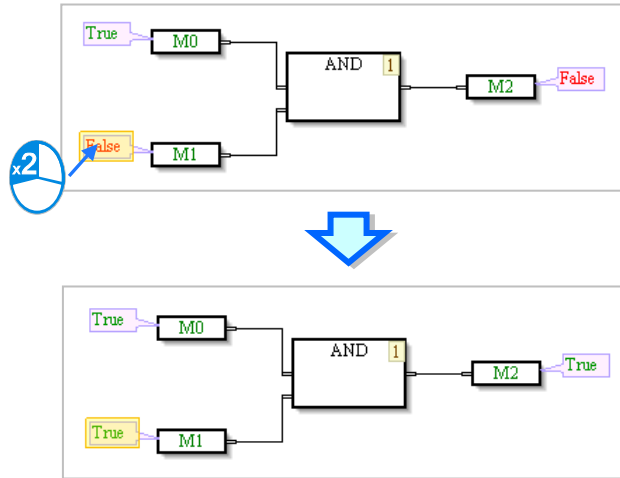 True
M0
AND
1
M2
False
False
M1
x2
True
M0
AND
1
M2
True
True
M1